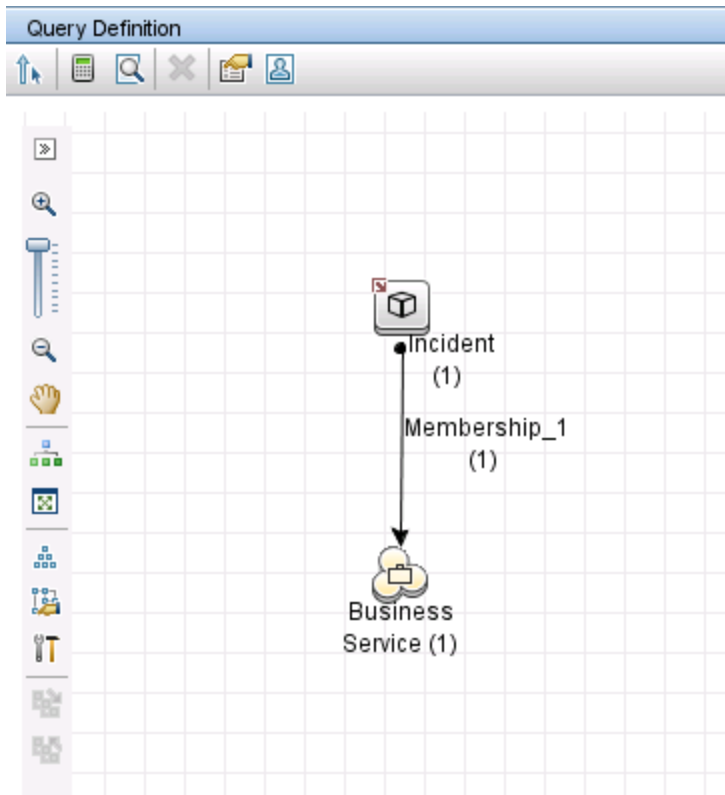 Query Definition
Incident
(1)
Membership_1
(1)
Business
Service (1)